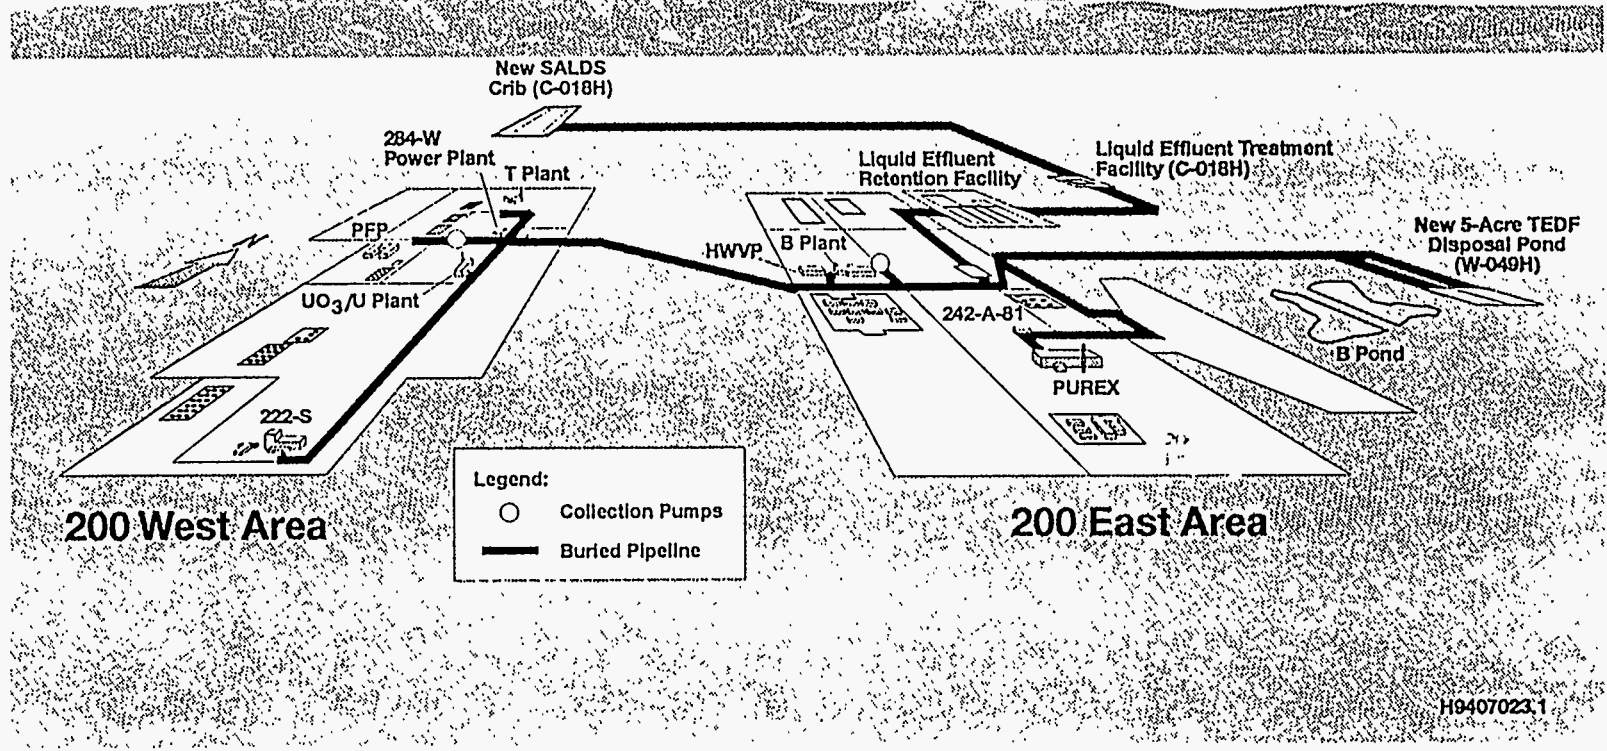 New SALDS
Crib (C-018H)
284-W
Power Plant
T Plant
Liquid Effluent
Retention Facility
Liquid Effluent Treatment
Facility (C-018H)
PFP
N
HWVP
B Plant
New 5-Acre TEDF
Disposal Pond
(W-049H)
UO3/U Plant
242-A-81
B Pond
PUREX
222-S
Legend:
Collection Pumps
Buried Pipeline
200 West Area
200 East Area
H9407023.1